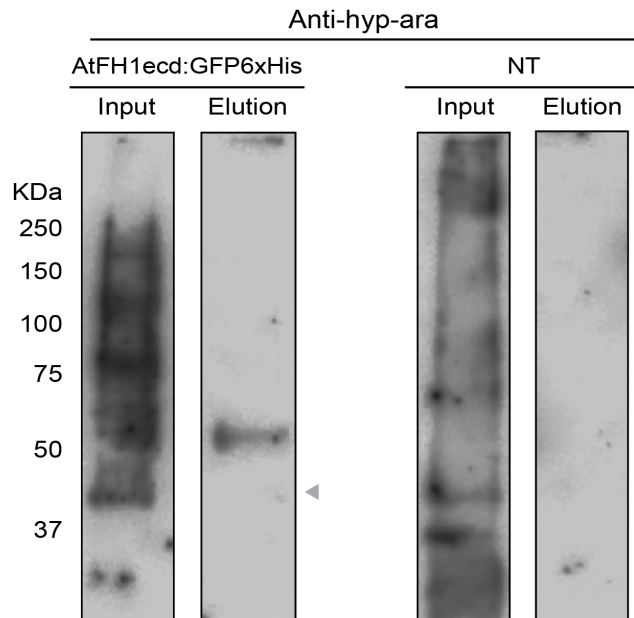 Anti-hyp-ara
AtFH1ecd:GFP6xHis NT
Input Elution Input Elution
KDa
250
150
100
75
50
37